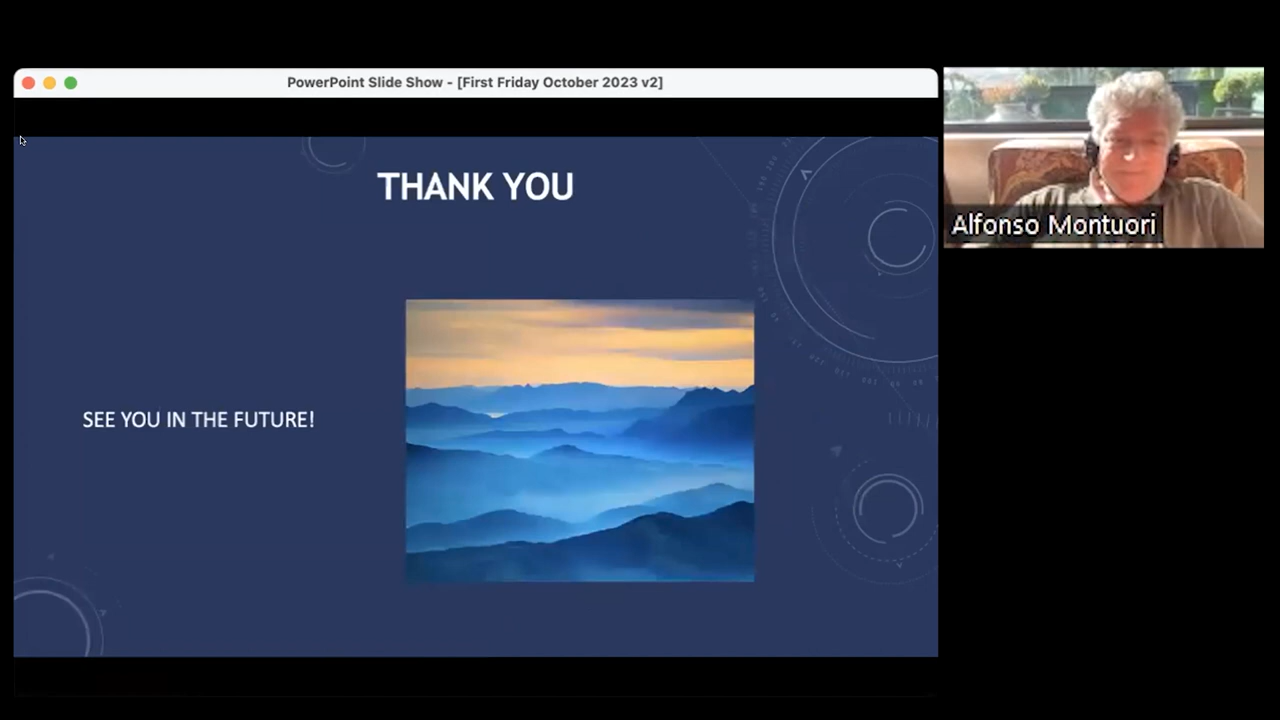 PowerPoint Slide Show - [First Friday October 2023 v2]
THANK YOU
SEE YOU IN THE FUTURE!
Alfonso Montuori